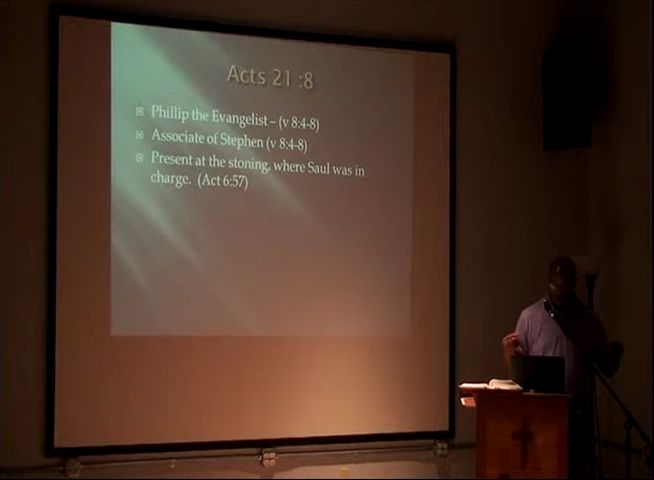 Acts 21 :8
Phillip the Evangelist – (v 8:4-8)
Associate of Stephen (v 8:4-8)
Present at the stoning, where Saul was in
charge. (Act 6:57)